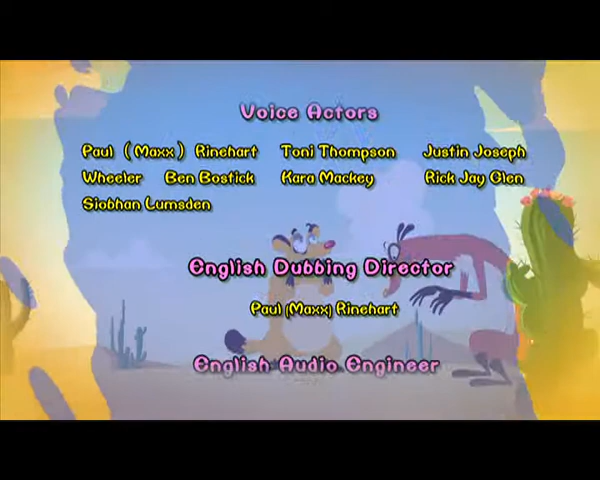 Voice Actors
Paul (Maxx) Rinehart Toni Thompson Justin Joseph
Wheeler Ben Bostick Kara Mackey Rick Jay Glen
Siobhan Lumsden
English Dubbing Director
Paul (Maxx) Rinehart
English Audio Engineer